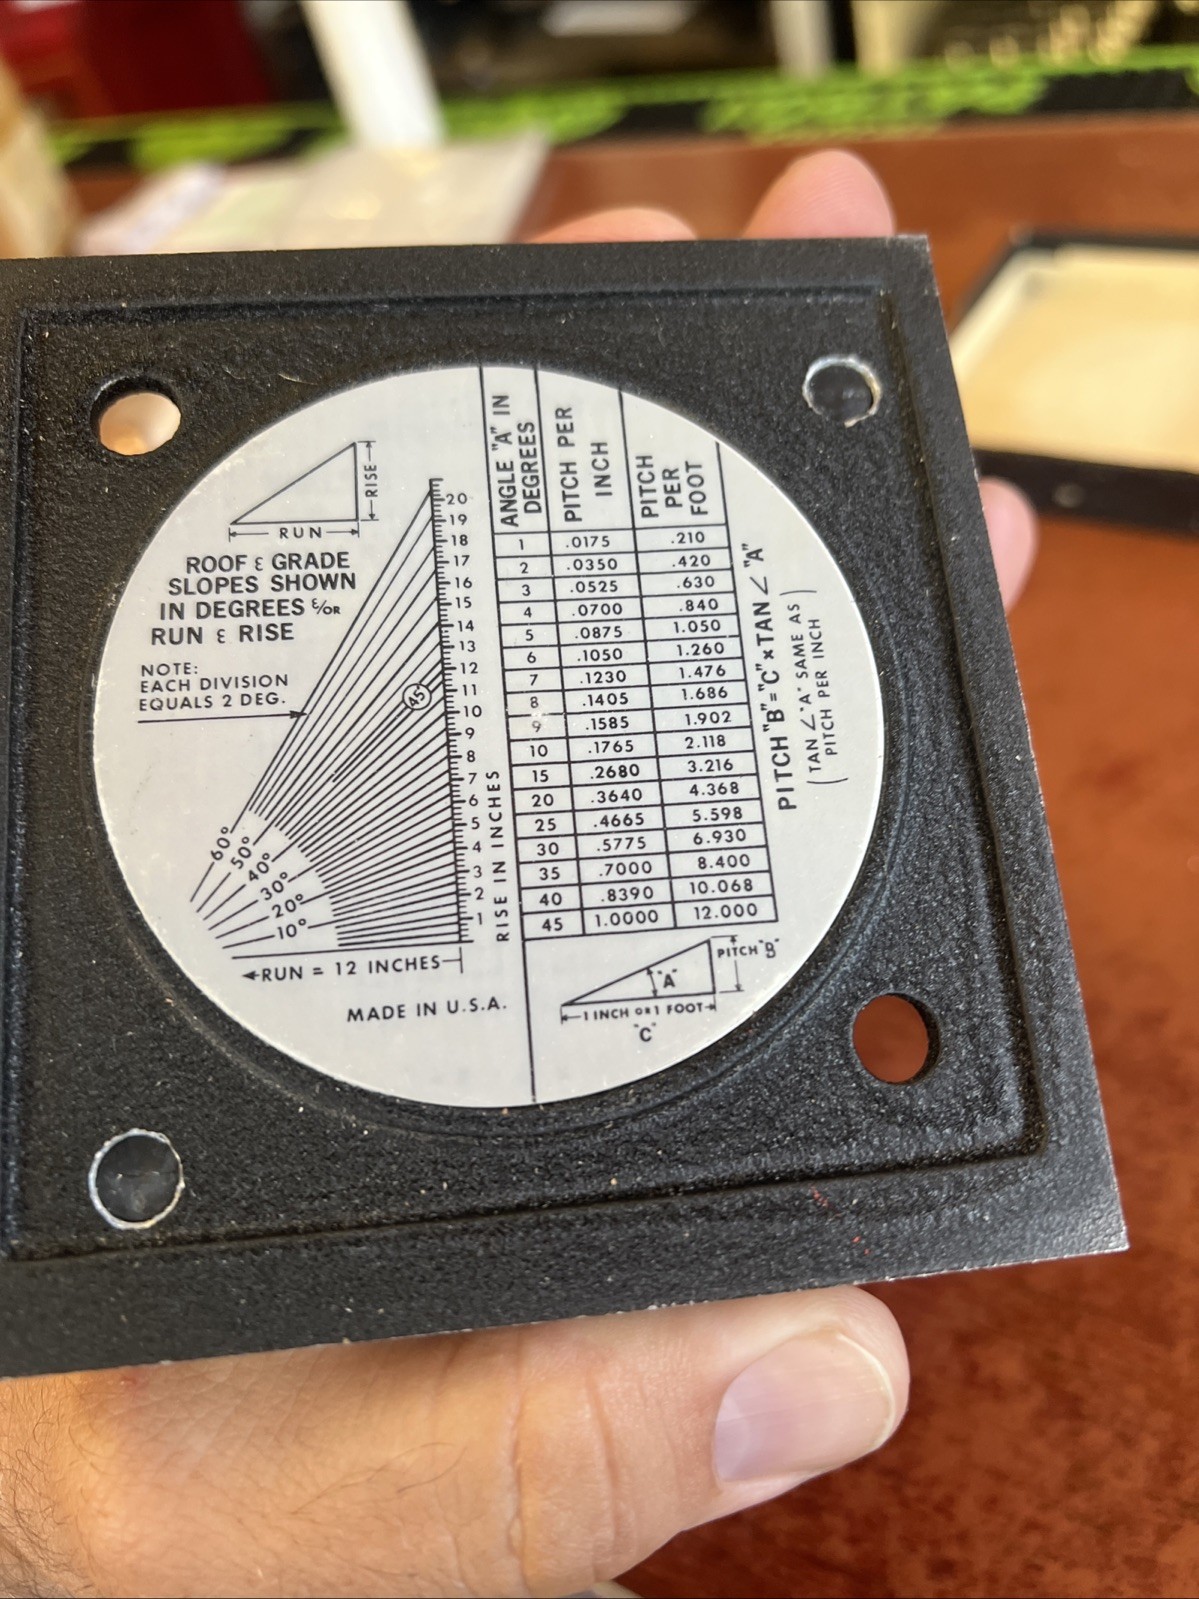 RISE
RUN
ROOF & GRADE
SLOPES SHOWN
IN DEGREES &/OR
RUN & RISE
NOTE:
EACH DIVISION
EQUALS 2 DEG.
20
19
18
17
16
15
14
13
12
11
10
9
8
7
6
5
4
3
2
1
45°
60°
50°
40°
30°
20°
10°
RISE IN INCHES
RUN = 12 INCHES
MADE IN U.S.A.
ANGLE "A" IN DEGREES PITCH PER INCH PITCH PER FOOT
1 .0175 .210
2 .0350 .420
3 .0525 .630
4 .0700 .840
5 .0875 1.050
6 .1050 1.260
7 .1230 1.476
8 .1405 1.686
9 .1585 1.902
10 .1765 2.118
15 .2680 3.216
20 .3640 4.368
25 .4665 5.598
30 .5775 6.930
35 .7000 8.400
40 .8390 10.068
45 1.0000 12.000
PITCH "B" = "C" x TAN ∠ "A"
( TAN ∠ "A" SAME AS )
PITCH PER INCH
PITCH "B"
"A"
1 INCH OR 1 FOOT
"C"